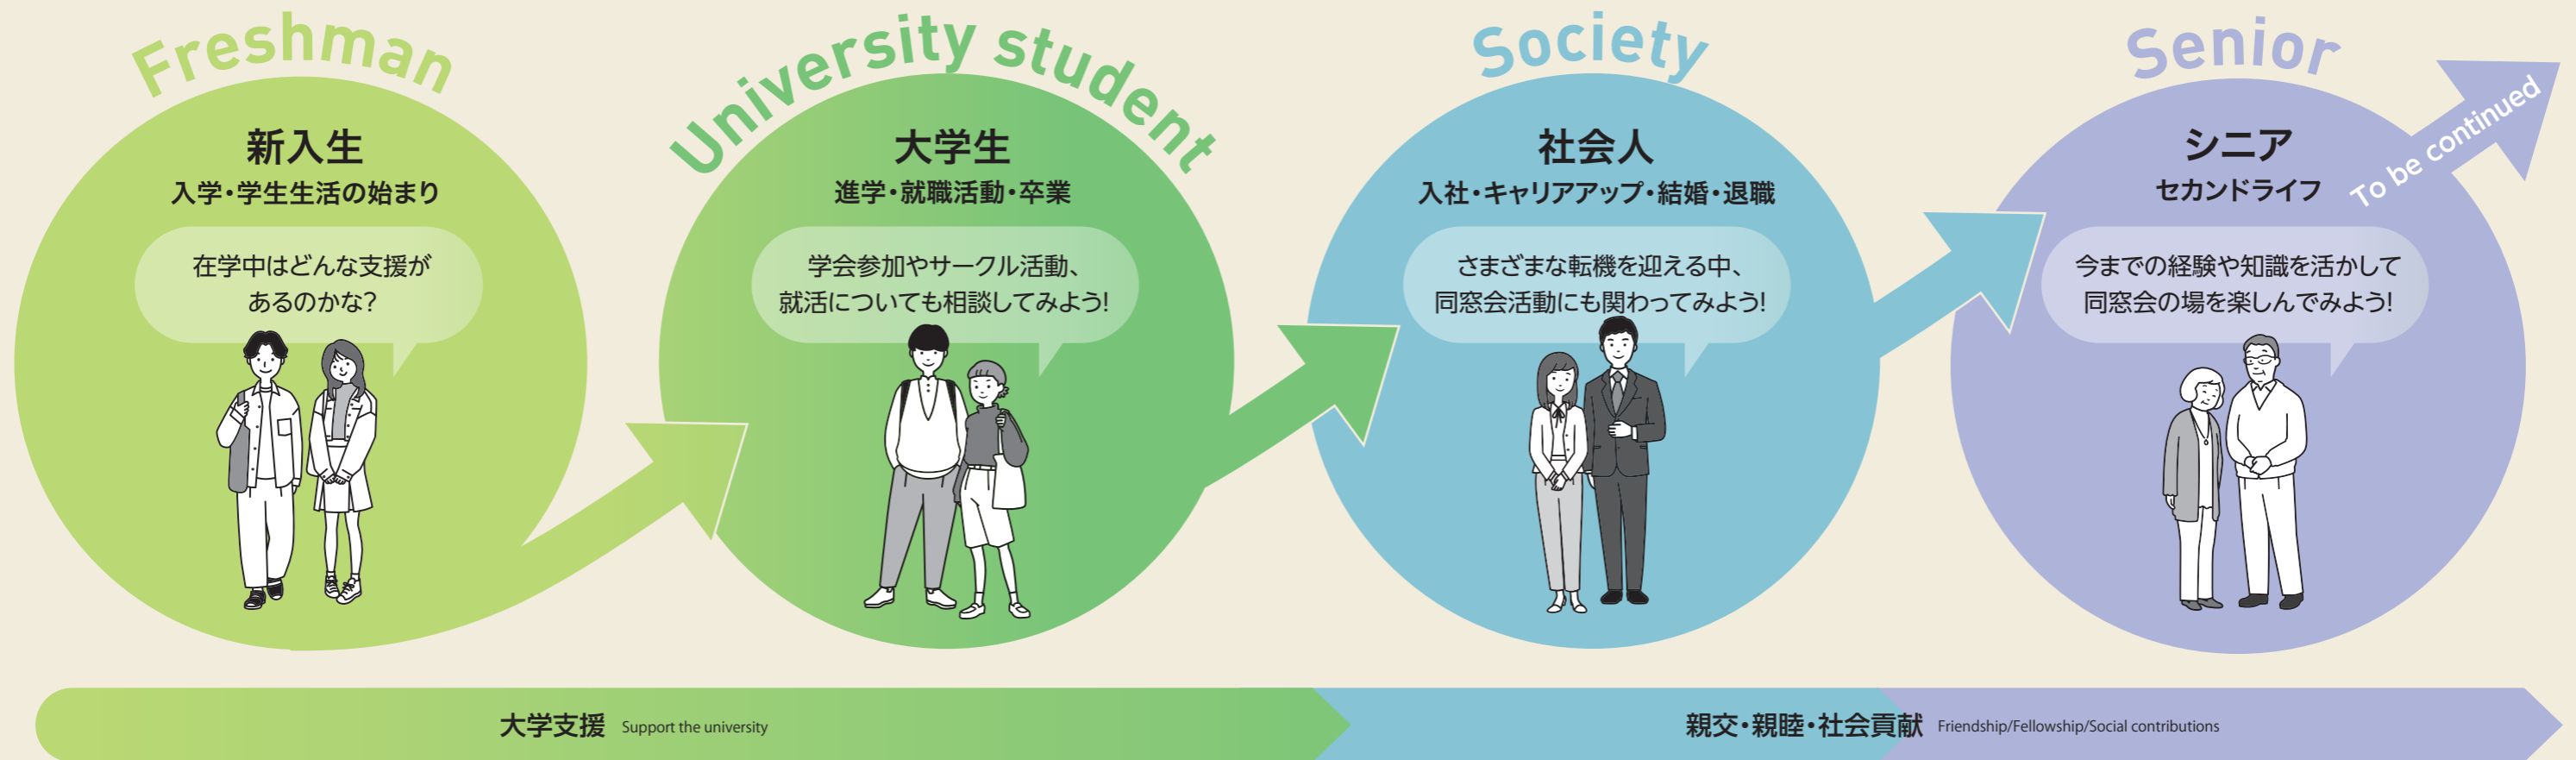 Freshman
新入生
入学・学生生活の始まり
在学中はどんな支援が
あるのかな？
University student
大学生
進学・就職活動・卒業
学会参加やサークル活動、
就活についても相談してみよう!
Society
社会人
入社・キャリアアップ・結婚・退職
さまざまな転機を迎える中、
同窓会活動にも関わってみよう!
Senior
シニア
セカンドライフ
今までの経験や知識を活かして
同窓会の場を楽しんでみよう!
To be continued
大学支援 Support the university
親交・親睦・社会貢献 Friendship/Fellowship/Social contributions